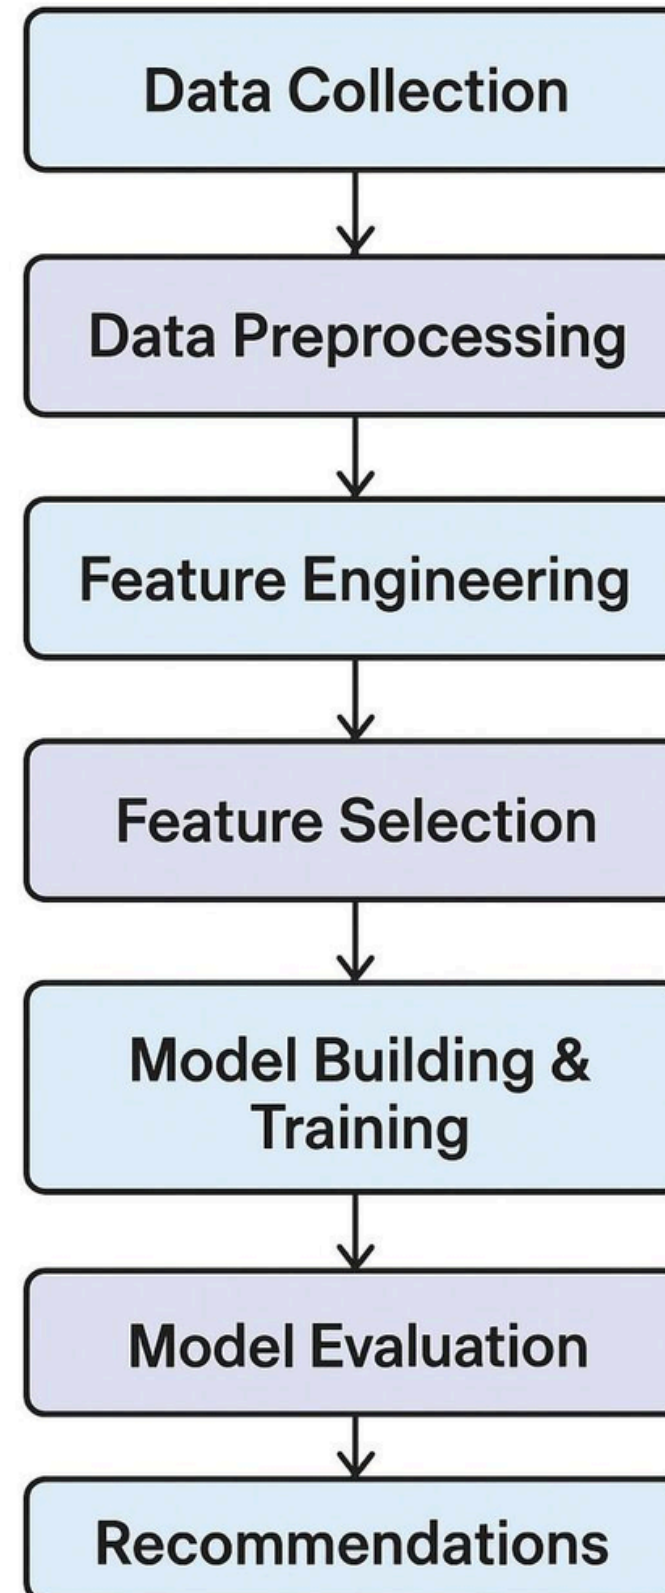 Data Collection
Data Preprocessing
Feature Engineering
Feature Selection
Model Building &
Training
Model Evaluation
Recommendations